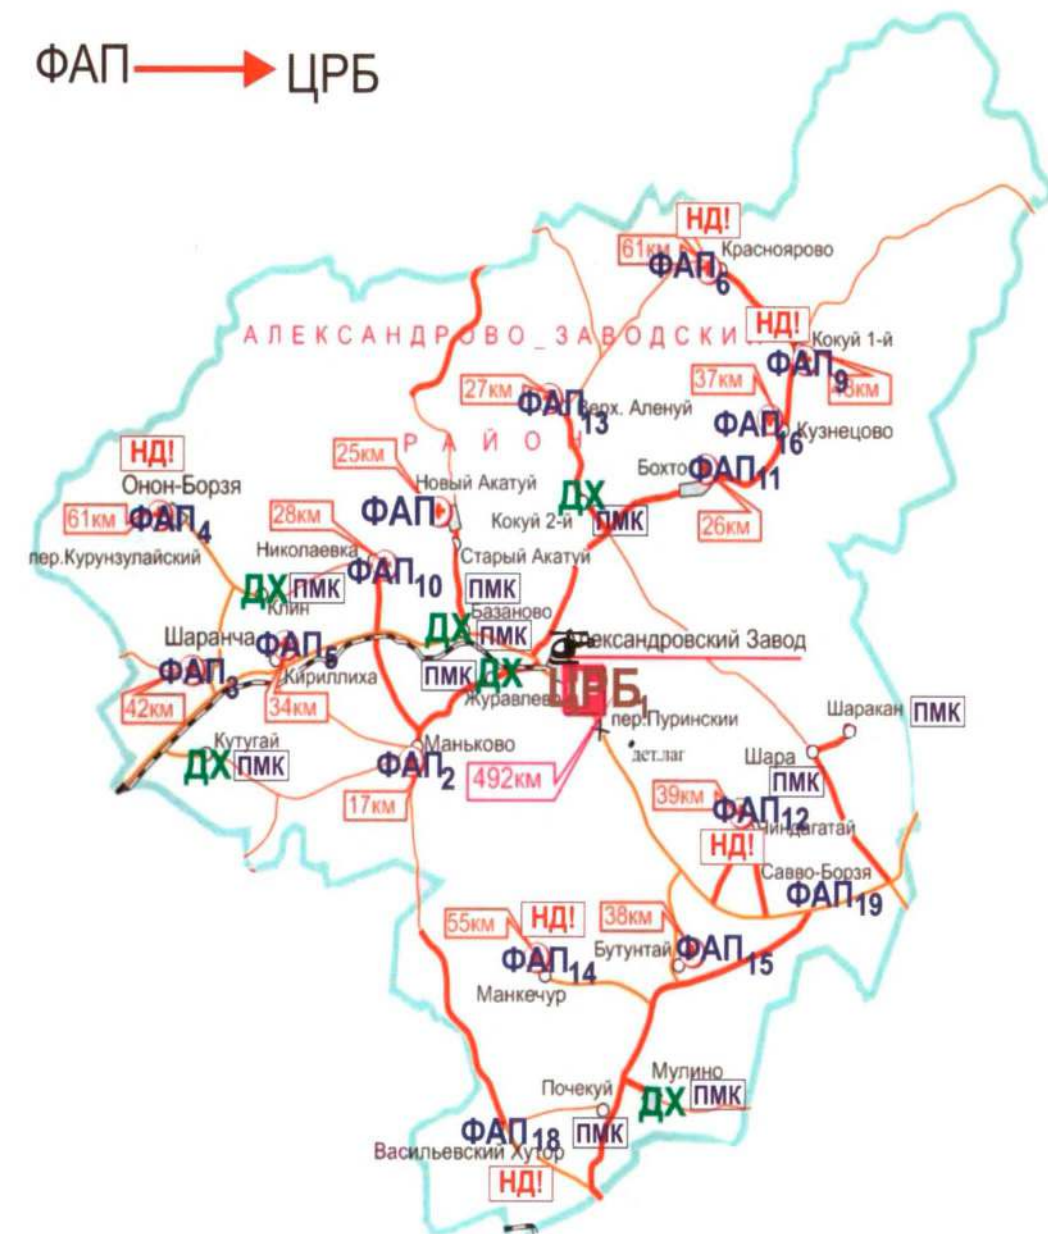 ФАП ЦРБ
НД!
61км
Красноярово
ФАП6
АЛЕКСАНДРОВО_ЗАВОДСКИЙ
НД!
Кокуй 1-й
ФАП9
48км
37км
27км
ФАП13
Верх. Аленуй
ФАП16
Кузнецово
РАЙОН
НД!
25км
Бохто
ФАП11
Онон-Борзя
Новый Акатуй
ДХ
61км
ФАП4
28км
ФАП
Кокуй 2-й
ПМК
26км
пер.Курунзулайский
Николаевка
Старый Акатуй
ФАП10
ДХ
ПМК
Клин
ПМК
Базаново
ДХ
ПМК
Шаранча
ФАП5
Александровский Завод
ФАП3
Кириллиха
ПМК
ДХ
Журавлево
ЦРБ1
42км
34км
пер.Пуринский
Шаракан
ПМК
Кутугай
Маньково
дет.лаг
Шара
ДХ
ПМК
ФАП2
492км
ПМК
17км
39км
ФАП12
Чиндагатай
НД!
Савво-Борзя
ФАП19
55км
НД!
38км
Бутунтай
ФАП15
ФАП14
Манкечур
Мулино
Почекуй
ДХ
ПМК
ФАП18
ПМК
Васильевский Хутор
НД!